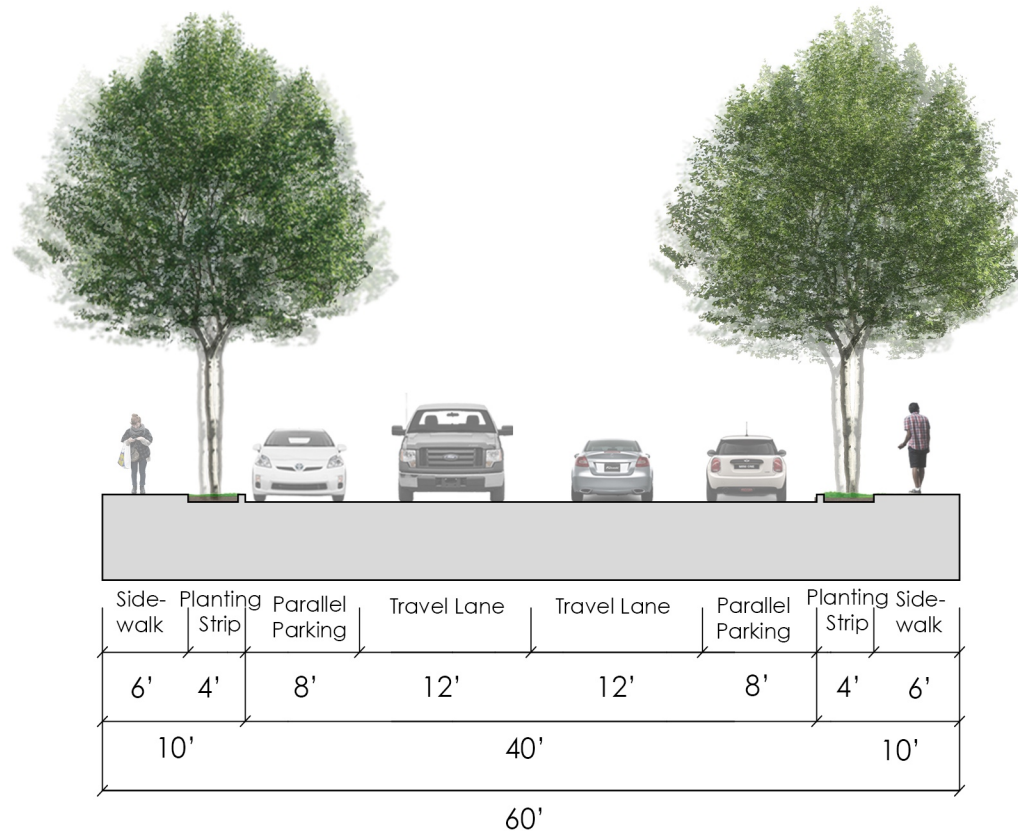 Side-
walk
Planting
Strip
Parallel
Parking
Travel Lane
Travel Lane
Parallel
Parking
Planting
Strip
Side-
walk
6’ 4’ 8’ 12’ 12’ 8’ 4’ 6’
10’ 40’ 10’
60’